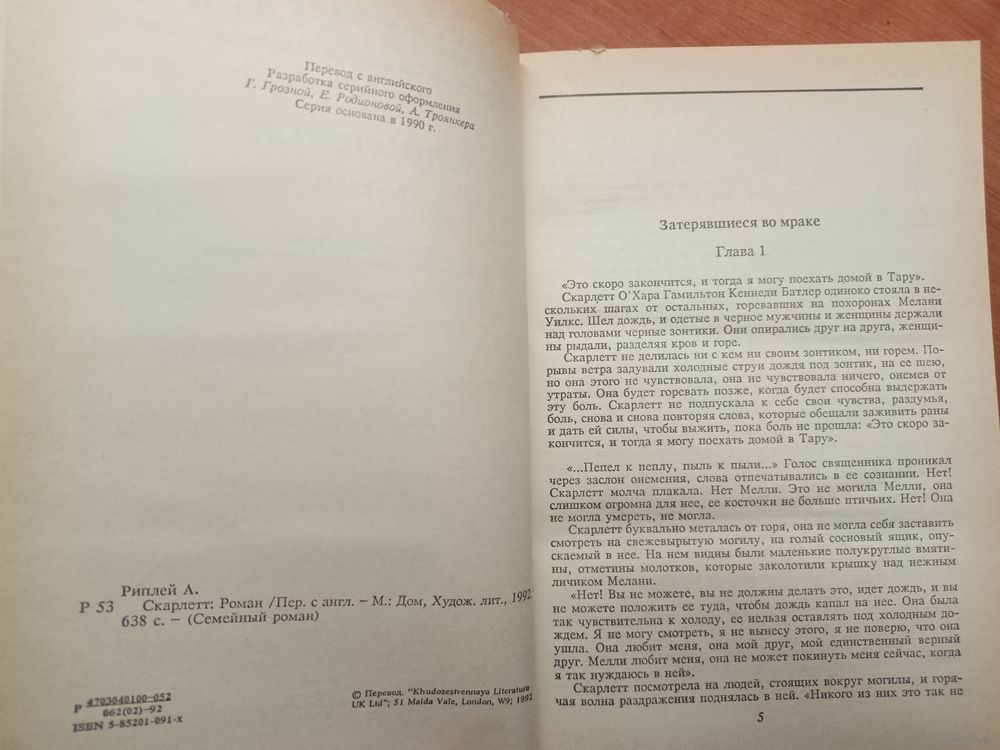 Перевод с английского
Разработка серийного оформления
Г. Грозной, Е. Родионовой, А. Троянкера
Серия основана в 1990 г.
Риплей А.
Р 53 Скарлетт: Роман /Пер. с англ. – М.: Дом, Худож. лит., 1992.
638 с. – (Семейный роман)
Р 4703040100–052
062(02)–92
ISBN 5-85201-091-х
© Перевод. "Khudozestvennaya Literatura
UK Ltd"; 51 Maida Vale, London, W9; 1992
Затерявшиеся во мраке
Глава 1
«Это скоро закончится, и тогда я могу поехать домой в Тару».
Скарлетт О’Хара Гамильтон Кеннеди Батлер одиноко стояла в не-
скольких шагах от остальных, горевавших на похоронах Мелани
Уилкс. Шел дождь, и одетые в черное мужчины и женщины держали
над головами черные зонтики. Они опирались друг на друга, женщи-
ны рыдали, разделяя кров и горе.
Скарлетт не делилась ни с кем ни своим зонтиком, ни горем. По-
рывы ветра задували холодные струи дождя под зонтик, на ее шею,
но она этого не чувствовала, она не чувствовала ничего, онемев от
утраты. Она будет горевать позже, когда будет способна выдержать
эту боль. Скарлетт не подпускала к себе свои чувства, раздумья,
боль, снова и снова повторяя слова, которые обещали заживить раны
и дать ей силы, чтобы выжить, пока боль не прошла: «Это скоро за-
кончится, и тогда я могу поехать домой в Тару».
«...Пепел к пеплу, пыль к пыли...» Голос священника проникал
через заслон онемения, слова отпечатывались в ее сознании. Нет!
Скарлетт молча плакала. Нет Мелли. Это не могила Мелли, она
слишком огромна для нее, ее косточки не больше птичьих. Нет! Она
не могла умереть, не могла.
Скарлетт буквально металась от горя, она не могла себя заставить
смотреть на свежевырытую могилу, на голый сосновый ящик, опу-
скаемый в нее. На нем видны были маленькие полукруглые вмяти-
ны, отметины молотков, которые заколотили крышку над нежным
личиком Мелани.
«Нет! Вы не можете, вы не должны делать это, идет дождь, и вы
не можете положить ее туда, чтобы дождь капал на нее. Она была
так чувствительна к холоду, ее нельзя оставлять под холодным до-
ждем. Я не могу смотреть, я не вынесу этого, я не поверю, что она
ушла. Она любит меня, она мой друг, мой единственный верный
друг. Мелли любит меня, она не может покинуть меня сейчас, когда
я так нуждаюсь в ней».
Скарлетт посмотрела на людей, стоящих вокруг могилы, и горя-
чая волна раздражения поднялась в ней. «Никого из них это так не
5